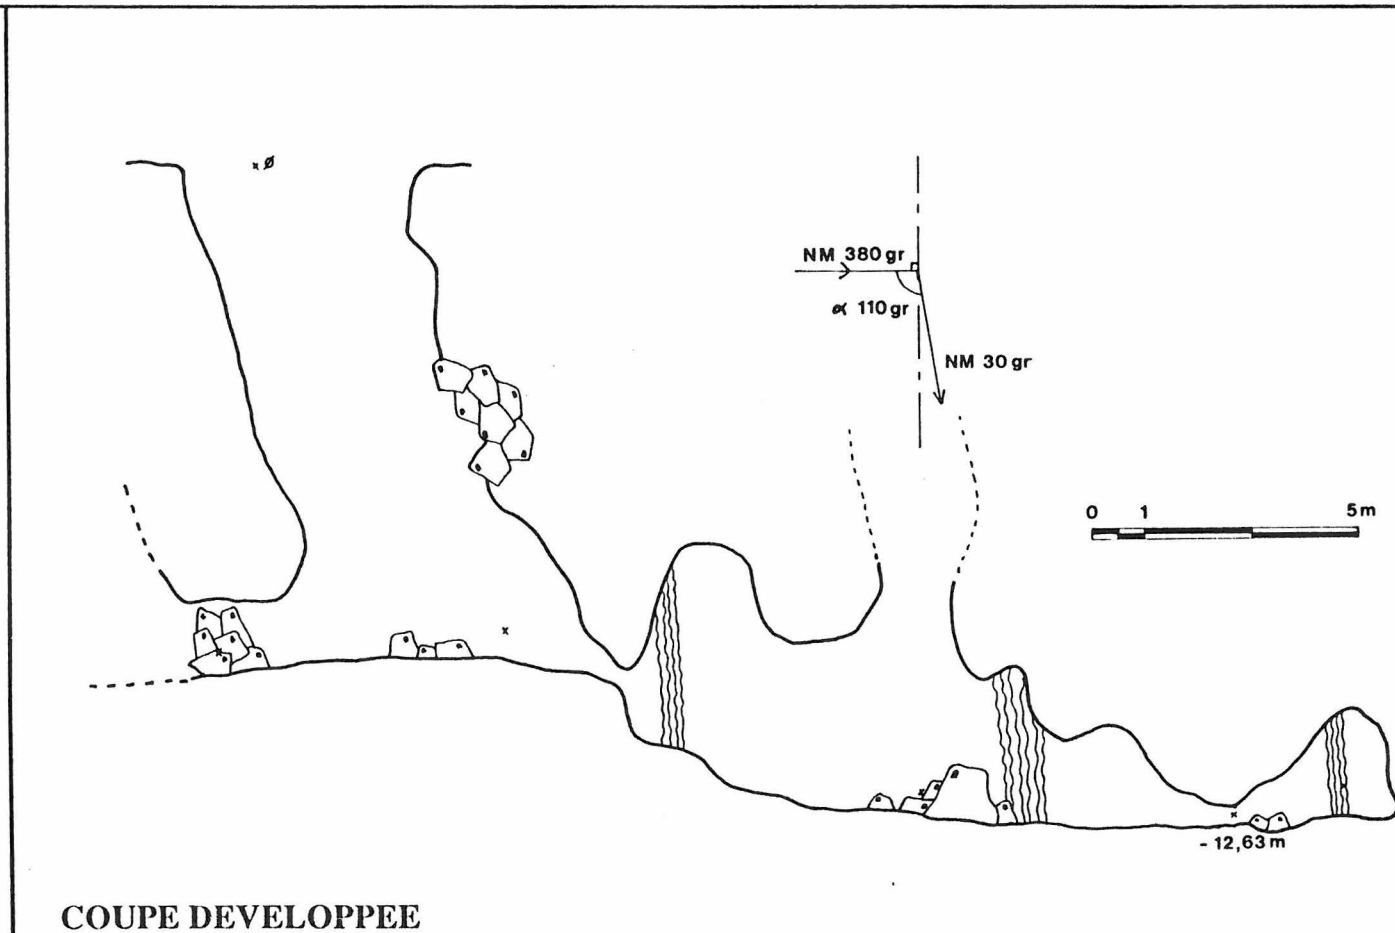 x Ø
NM 380 gr
α 110 gr
NM 30 gr
0 1 5 m
- 12,63 m
COUPE DEVELOPPEE